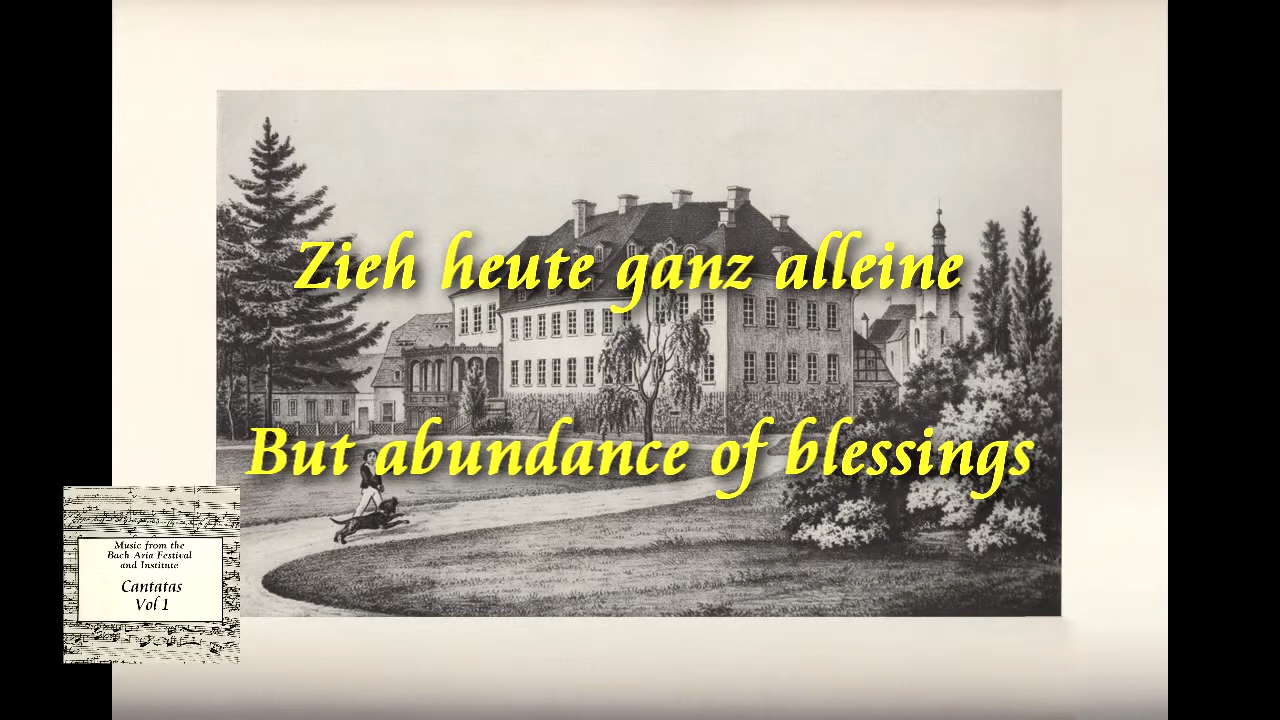 Zieh heute ganz alleine
But abundance of blessings
Music from the
Bach Aria Festival
and Institute
Cantatas
Vol 1